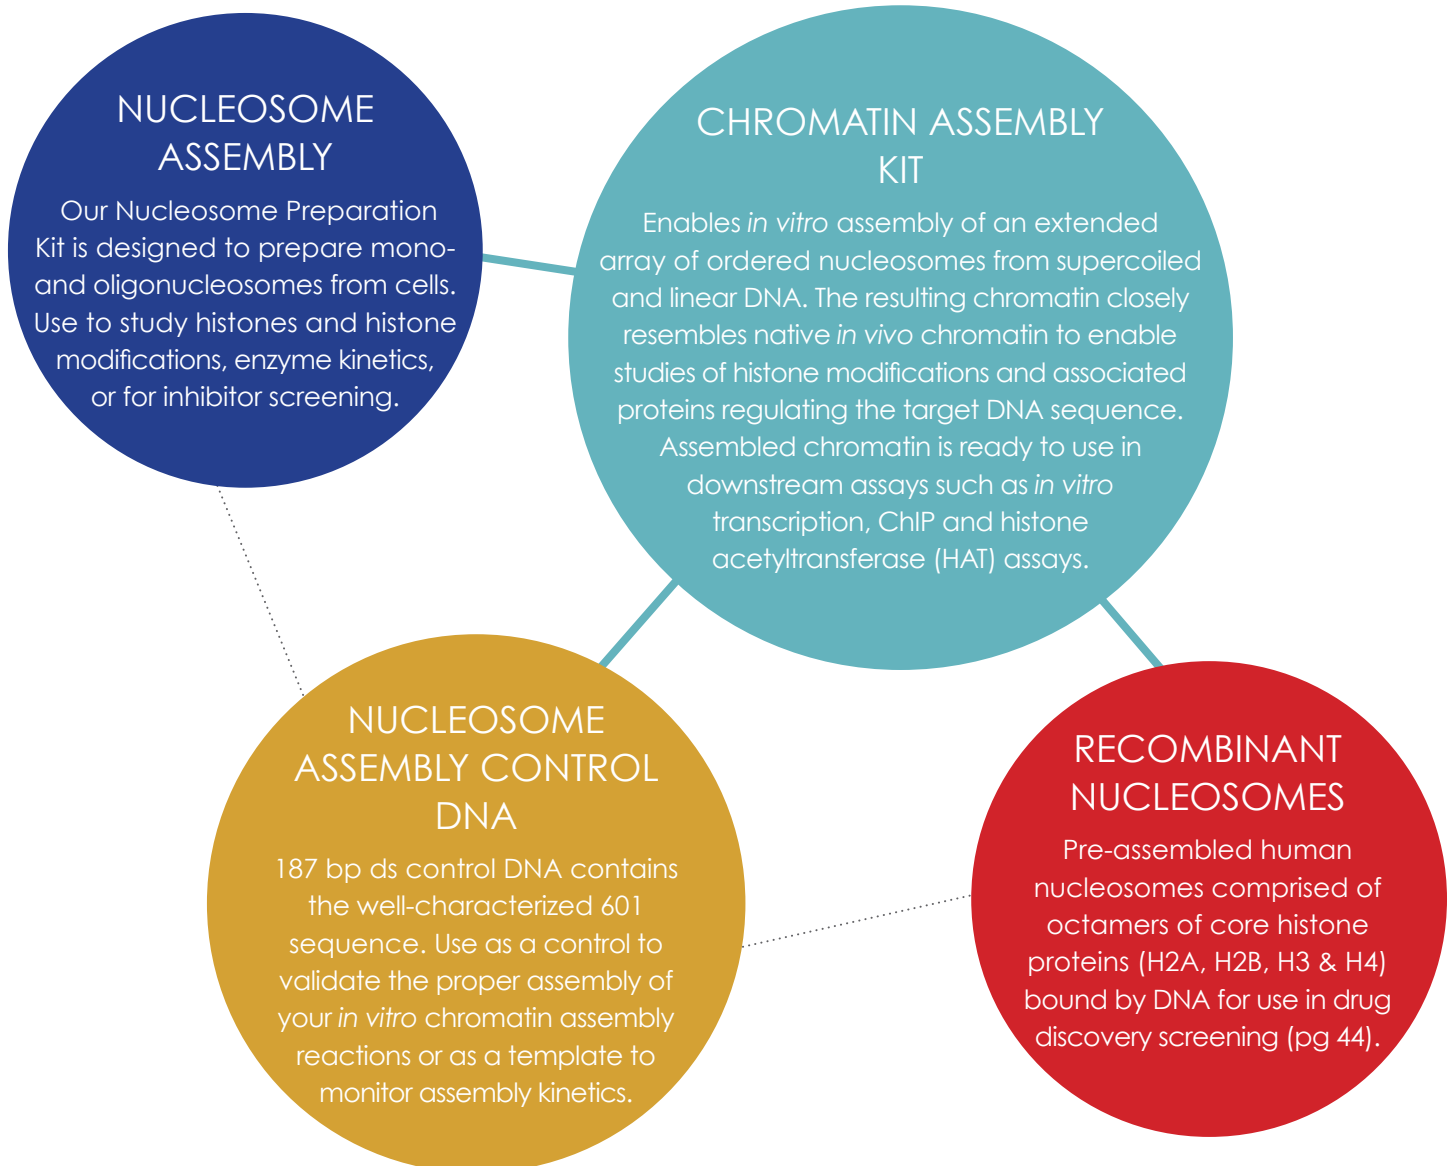 NUCLEOSOME
ASSEMBLY
Our Nucleosome Preparation
Kit is designed to prepare mono-
and oligonucleosomes from cells.
Use to study histones and histone
modifications, enzyme kinetics,
or for inhibitor screening.
CHROMATIN ASSEMBLY
KIT
Enables in vitro assembly of an extended
array of ordered nucleosomes from supercoiled
and linear DNA. The resulting chromatin closely
resembles native in vivo chromatin to enable
studies of histone modifications and associated
proteins regulating the target DNA sequence.
Assembled chromatin is ready to use in
downstream assays such as in vitro
transcription, ChIP and histone
acetyltransferase (HAT) assays.
NUCLEOSOME
ASSEMBLY CONTROL
DNA
187 bp ds control DNA contains
the well-characterized 601
sequence. Use as a control to
validate the proper assembly of
your in vitro chromatin assembly
reactions or as a template to
monitor assembly kinetics.
RECOMBINANT
NUCLEOSOMES
Pre-assembled human
nucleosomes comprised of
octamers of core histone
proteins (H2A, H2B, H3 & H4)
bound by DNA for use in drug
discovery screening (pg 44).